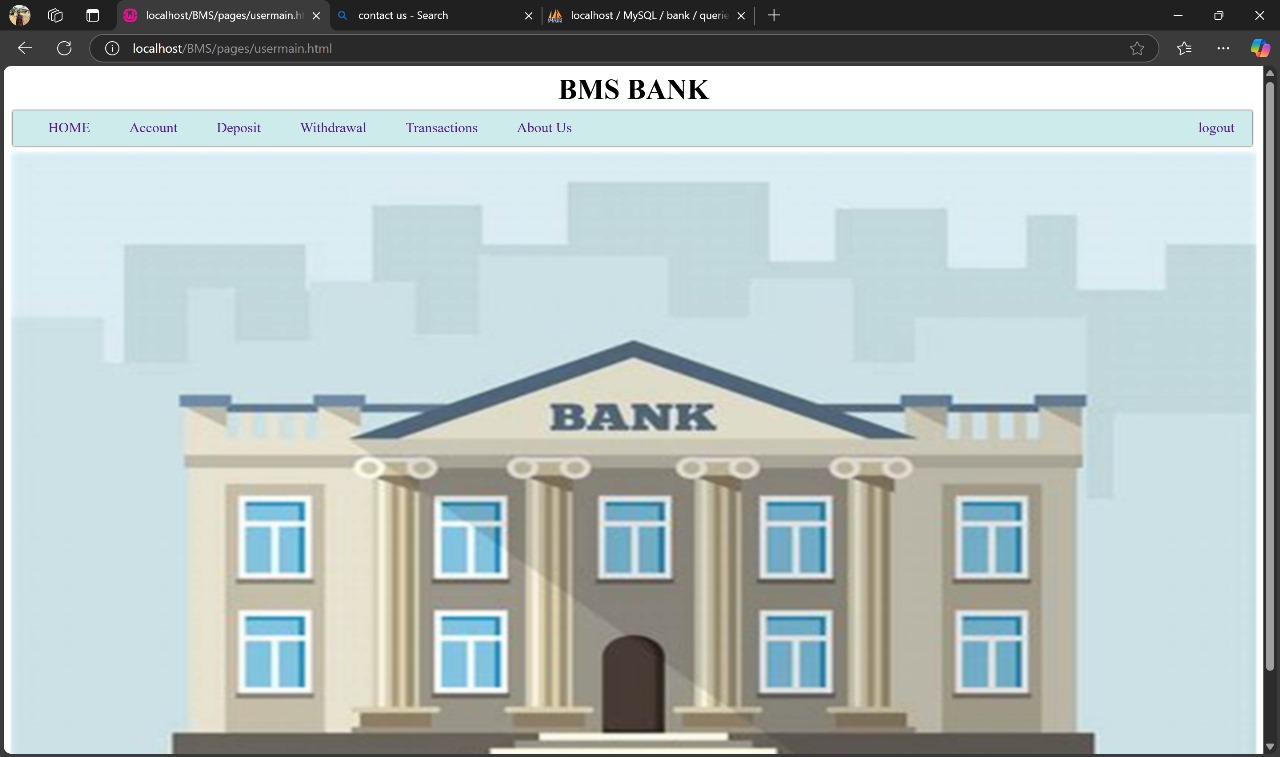 localhost/BMS/pages/usermain.h
contact us - Search
localhost / MySQL / bank / querie
localhost/BMS/pages/usermain.html
BMS BANK
HOME Account Deposit Withdrawal Transactions About Us logout
BANK